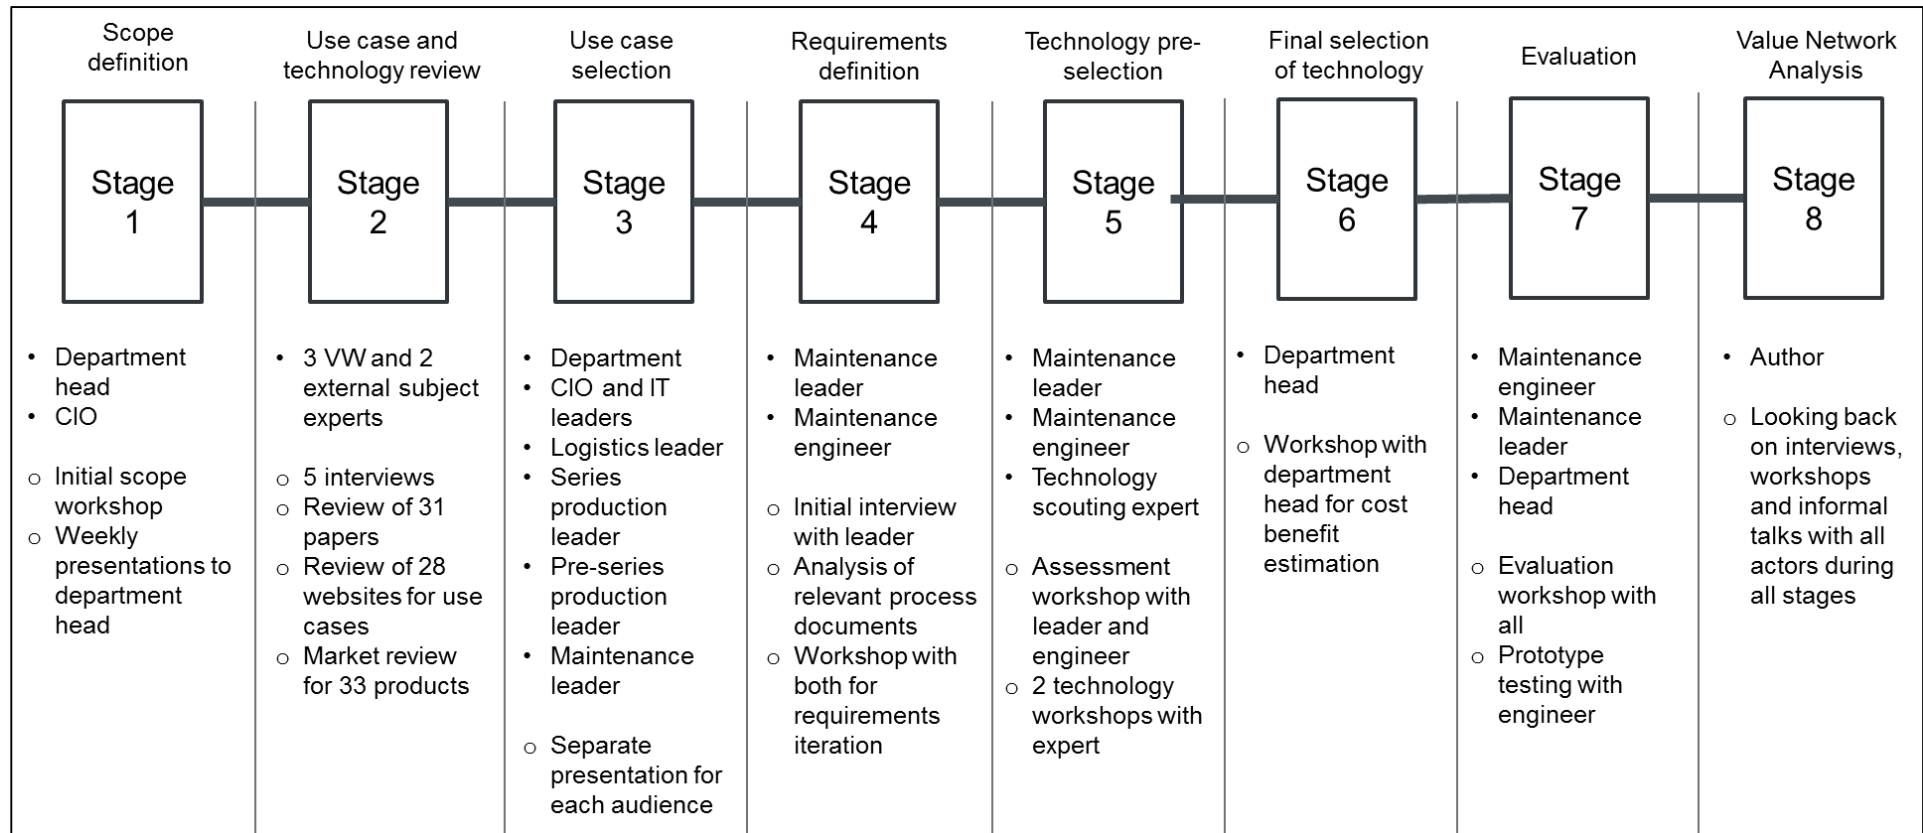 Scope
definition
Use case and
technology review
Use case
selection
Requirements
definition
Technology pre-
selection
Final selection
of technology
Evaluation
Value Network
Analysis
Stage
1
Stage
2
Stage
3
Stage
4
Stage
5
Stage
6
Stage
7
Stage
8
• Department
head
• CIO
o Initial scope
workshop
o Weekly
presentations to
department
head
• 3 VW and 2
external subject
experts
o 5 interviews
o Review of 31
papers
o Review of 28
websites for use
cases
o Market review
for 33 products
• Department
• CIO and IT
leaders
• Logistics leader
• Series
production
leader
• Pre-series
production
leader
• Maintenance
leader
o Separate
presentation for
each audience
• Maintenance
leader
• Maintenance
engineer
o Initial interview
with leader
o Analysis of
relevant process
documents
o Workshop with
both for
requirements
iteration
• Maintenance
leader
• Maintenance
engineer
• Technology
scouting expert
o Assessment
workshop with
leader and
engineer
o 2 technology
workshops with
expert
• Department
head
o Workshop with
department
head for cost
benefit
estimation
• Maintenance
engineer
• Maintenance
leader
• Department
head
o Evaluation
workshop with
all
o Prototype
testing with
engineer
• Author
o Looking back
on interviews,
workshops
and informal
talks with all
actors during
all stages